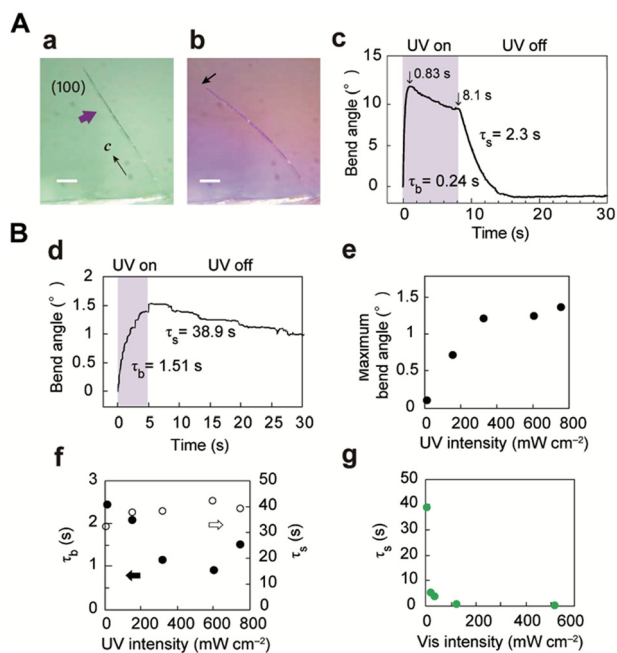 A
a
b
(100)
c
c
UV on
UV off
Bend angle (°)
15
10
5
0
0.83 s
8.1 s
τs = 2.3 s
τb = 0.24 s
0
10
20
30
Time (s)
B
d
UV on
UV off
Bend angle (°)
2
1.5
1
0.5
0
τs = 38.9 s
τb = 1.51 s
0
5
10
15
20
25
30
Time (s)
e
Maximum
bend angle (°)
1.5
1
0.5
0
0
200
400
600
800
UV intensity (mW cm−2)
f
τb (s)
3
2
1
0
50
40
30
20
10
0
τs (s)
0
200
400
600
800
UV intensity (mW cm−2)
g
τs (s)
50
40
30
20
10
0
0
200
400
600
Vis intensity (mW cm−2)